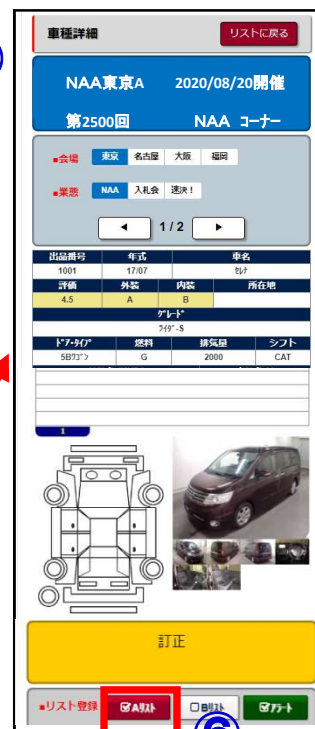 車種詳細
リストに戻る
NAA東京A 2020/08/20開催
第2500回 NAA コーナー
■会場 東京 名古屋 大阪 福岡
■業態 NAA 入札会 速決！
◄ 1 / 2 ►
出品番号 年式 車名
1001 17/07 ｾﾚﾅ
評価 外装 内装 所在地
4.5 A B
ｸﾞﾚｰﾄﾞ
ﾗｲﾀﾞ-S
ﾄﾞｱ･ﾀｲﾌﾟ 燃料 排気量 シフト
5Bﾜｺﾞﾝ G 2000 CAT
1
訂正
■リスト登録 Aﾘｽﾄ Bﾘｽﾄ ｱﾗｰﾄ